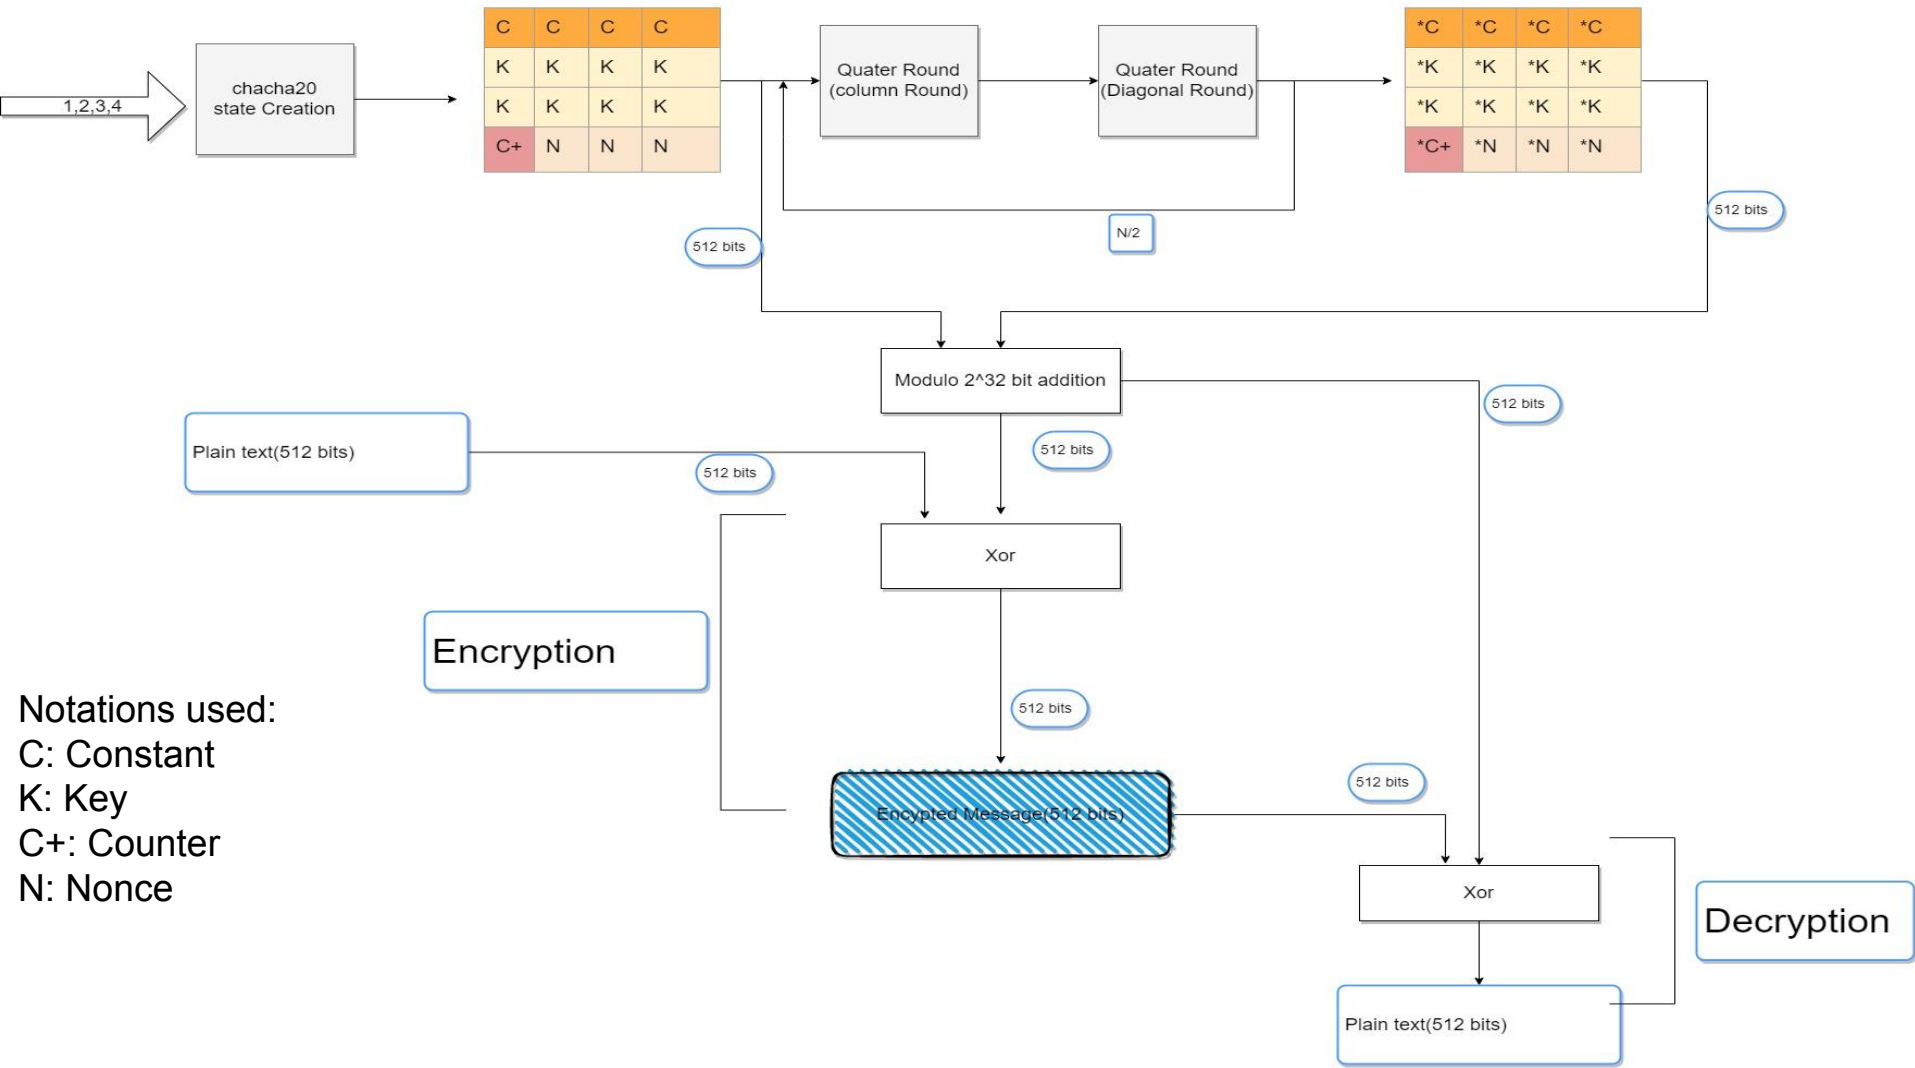 1,2,3,4
chacha20
state Creation
C C C C
K K K K
K K K K
C+ N N N
Quater Round
(column Round)
Quater Round
(Diagonal Round)
*C *C *C *C
*K *K *K *K
*K *K *K *K
*C+ *N *N *N
512 bits
N/2
512 bits
Modulo 2^32 bit addition
512 bits
Plain text(512 bits)
512 bits
512 bits
Xor
Encryption
512 bits
Notations used:
C: Constant
K: Key
C+: Counter
N: Nonce
Encypted Message(512 bits)
512 bits
Xor
Decryption
Plain text(512 bits)